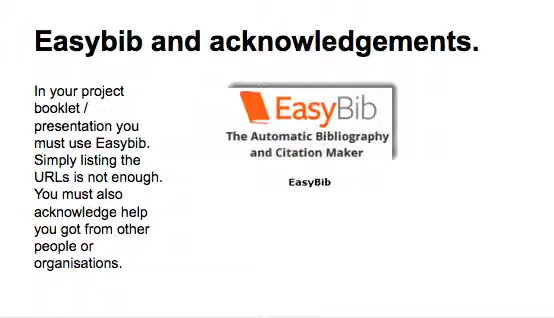 Easybib and acknowledgements.
In your project
booklet /
presentation you
must use Easybib.
Simply listing the
URLs is not enough.
You must also
acknowledge help
you got from other
people or
organisations.
EasyBib
The Automatic Bibliography
and Citation Maker
EasyBib